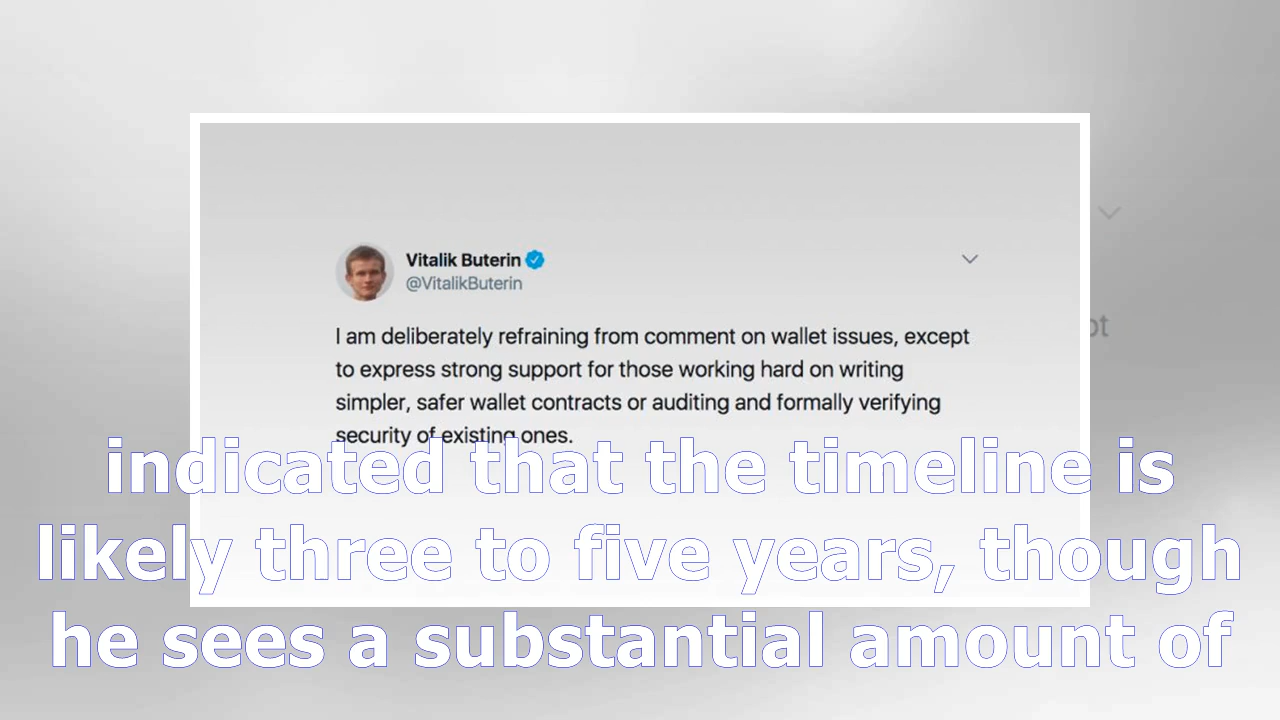 Vitalik Buterin
@VitalikButerin
I am deliberately refraining from comment on wallet issues, except
to express strong support for those working hard on writing
simpler, safer wallet contracts or auditing and formally verifying
security of existing ones.
ot
indicated that the timeline is
likely three to five years, though
he sees a substantial amount of